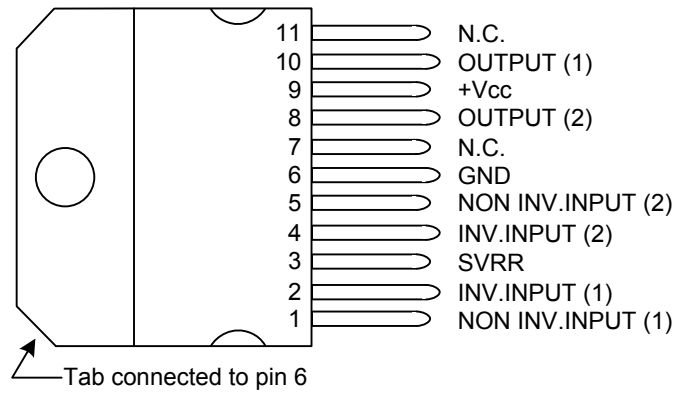 11 N.C.
10 OUTPUT (1)
9 +Vcc
8 OUTPUT (2)
7 N.C.
6 GND
5 NON INV.INPUT (2)
4 INV.INPUT (2)
3 SVRR
2 INV.INPUT (1)
1 NON INV.INPUT (1)
Tab connected to pin 6